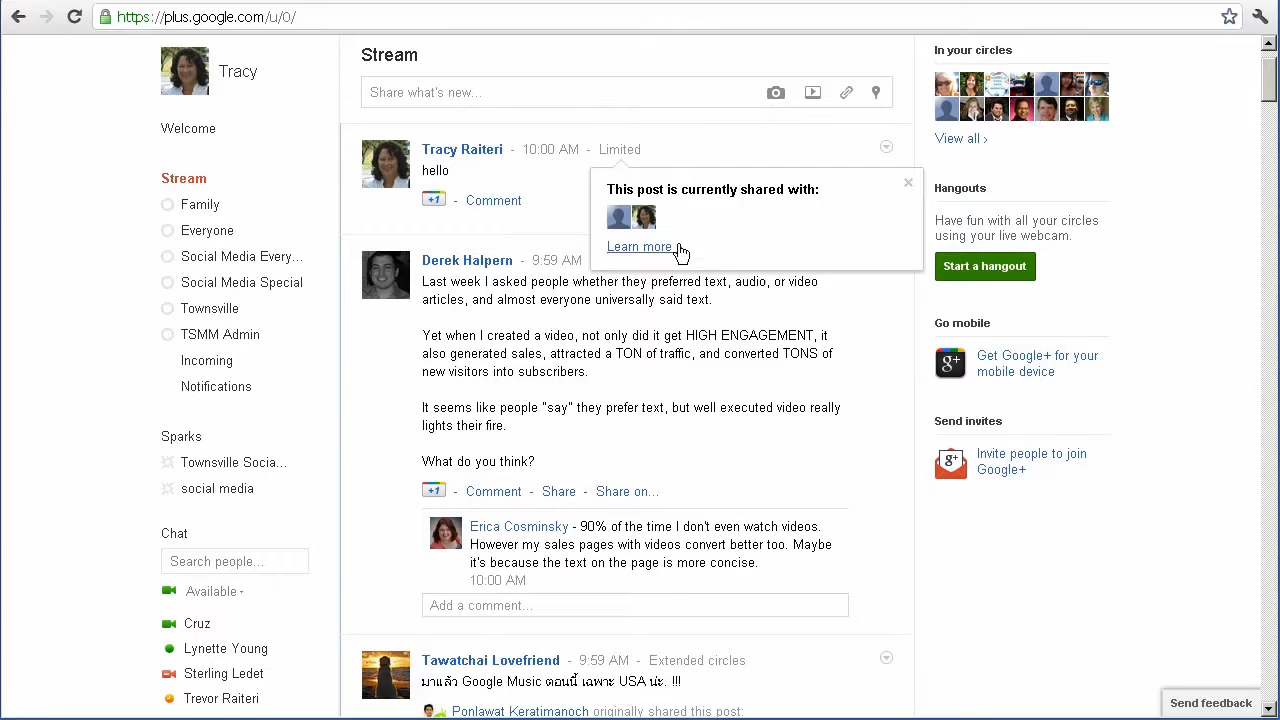 https://plus.google.com/u/0/
Tracy
Welcome
Stream
Family
Everyone
Social Media Every...
Social Media Special
Townsville
TSMM Admin
Incoming
Notifications
Sparks
Townsville Socia...
social media
Chat
Search people...
Available
Cruz
Lynette Young
Sterling Ledet
Trevor Raiteri
Stream
Share what's new...
Tracy Raiteri - 10:00 AM - Limited
hello
+1 - Comment
This post is currently shared with:
Learn more
Derek Halpern - 9:59 AM
Last week I asked people whether they preferred text, audio, or video
articles, and almost everyone universally said text.
Yet when I created a video, not only did it get HIGH ENGAGEMENT, it
also generated sales, attracted a TON of traffic, and converted TONS of
new visitors into subscribers.
It seems like people "say" they prefer text, but well executed video really
lights their fire.
What do you think?
+1 - Comment - Share - Share on...
Erica Cosminsky - 90% of the time I don't even watch videos.
However my sales pages with videos convert better too. Maybe
it's because the text on the page is more concise.
10:00 AM
Add a comment...
Tawatchai Lovefriend - 9:59 AM - Extended circles
มาแล้ว Google Music ตอนนี้ เฉพาะ USA นะ. !!!
originally shared this post:
In your circles
View all ›
Hangouts
Have fun with all your circles
using your live webcam.
Start a hangout
Go mobile
g+
Get Google+ for your
mobile device
Send invites
g+
Invite people to join
Google+
Send feedback